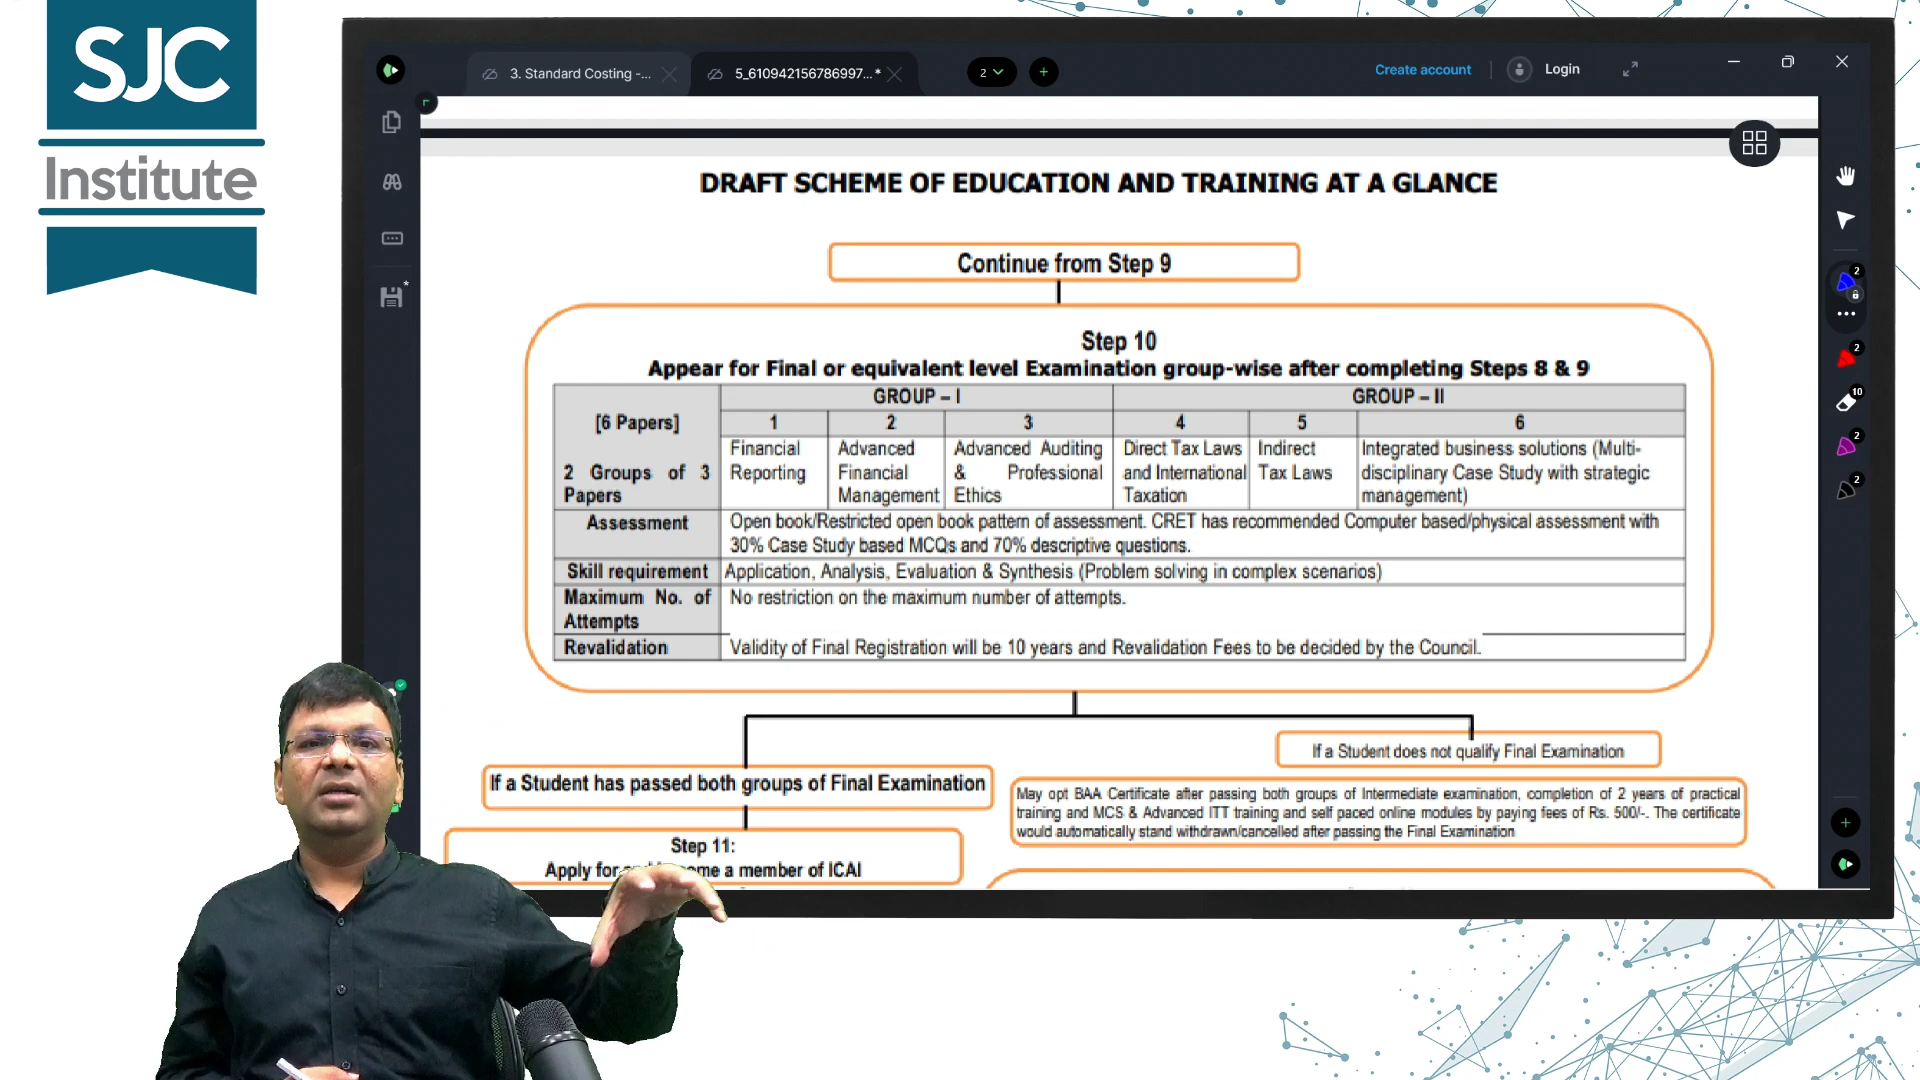 SJC
Institute
3. Standard Costing -...
5_610942156786997... *
2
Create account
Login
DRAFT SCHEME OF EDUCATION AND TRAINING AT A GLANCE
Continue from Step 9
Step 10
Appear for Final or equivalent level Examination group-wise after completing Steps 8 & 9
[6 Papers]
2 Groups of 3
Papers
GROUP – I
GROUP – II
1
2
3
4
5
6
Financial
Reporting
Advanced
Financial
Management
Advanced Auditing
& Professional
Ethics
Direct Tax Laws
and International
Taxation
Indirect
Tax Laws
Integrated business solutions (Multi-
disciplinary Case Study with strategic
management)
Assessment
Open book/Restricted open book pattern of assessment. CRET has recommended Computer based/physical assessment with
30% Case Study based MCQs and 70% descriptive questions.
Skill requirement
Application, Analysis, Evaluation & Synthesis (Problem solving in complex scenarios)
Maximum No. of
Attempts
No restriction on the maximum number of attempts.
Revalidation
Validity of Final Registration will be 10 years and Revalidation Fees to be decided by the Council.
If a Student has passed both groups of Final Examination
If a Student does not qualify Final Examination
May opt BAA Certificate after passing both groups of Intermediate examination, completion of 2 years of practical
training and MCS & Advanced ITT training and self paced online modules by paying fees of Rs. 500/-. The certificate
would automatically stand withdrawn/cancelled after passing the Final Examination
Step 11:
Apply for a member of ICAI
2
2
10
2
2